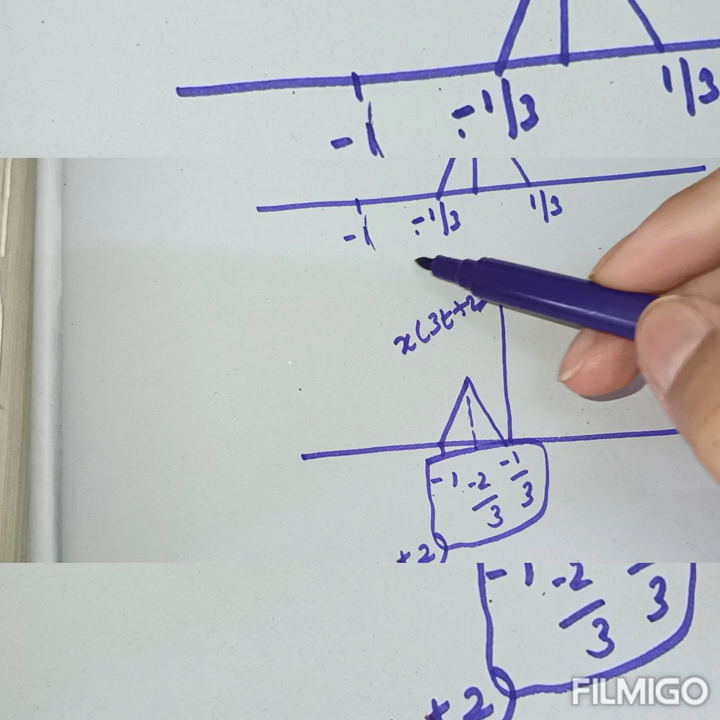 -1 -1/3 1/3
-1 -1/3 1/3
x(3t+2
-1 -2/3 -1/3
+2
-1 -2/3 3
+2
FILMIGO